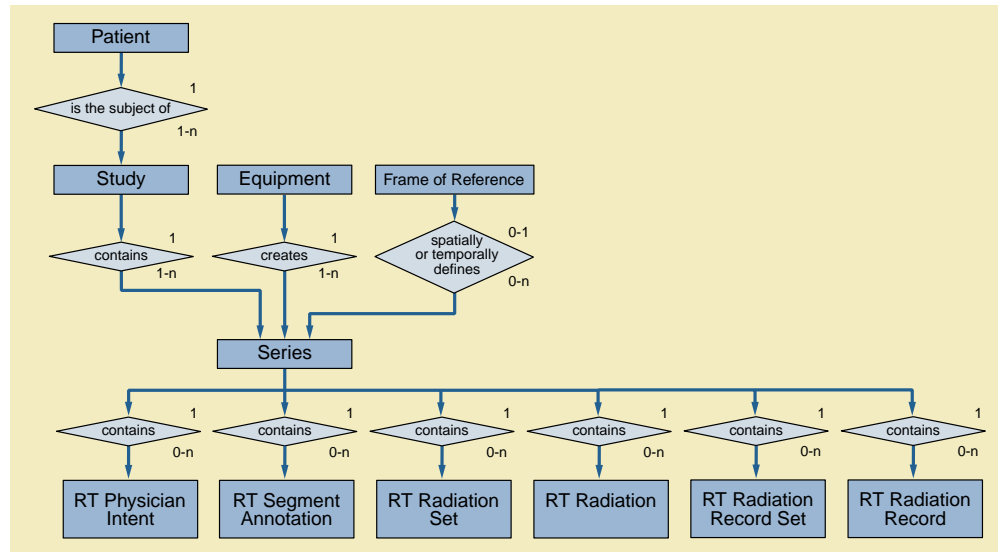 Patient
1
is the subject of
1-n
Study
Equipment
Frame of Reference
1
contains
1-n
1
creates
1-n
0-1
spatially
or temporally
defines
0-n
Series
1
contains
0-n
1
contains
0-n
1
contains
0-n
1
contains
0-n
1
contains
0-n
1
contains
0-n
RT Physician
Intent
RT Segment
Annotation
RT Radiation
Set
RT Radiation
RT Radiation
Record Set
RT Radiation
Record